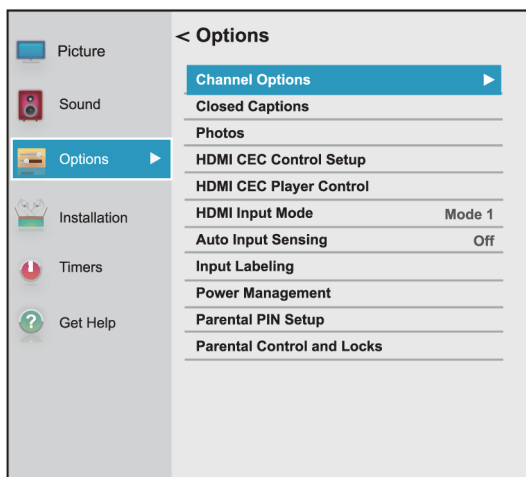 Picture
Sound
Options
Installation
Timers
Get Help
< Options
Channel Options
Closed Captions
Photos
HDMI CEC Control Setup
HDMI CEC Player Control
HDMI Input Mode Mode 1
Auto Input Sensing Off
Input Labeling
Power Management
Parental PIN Setup
Parental Control and Locks